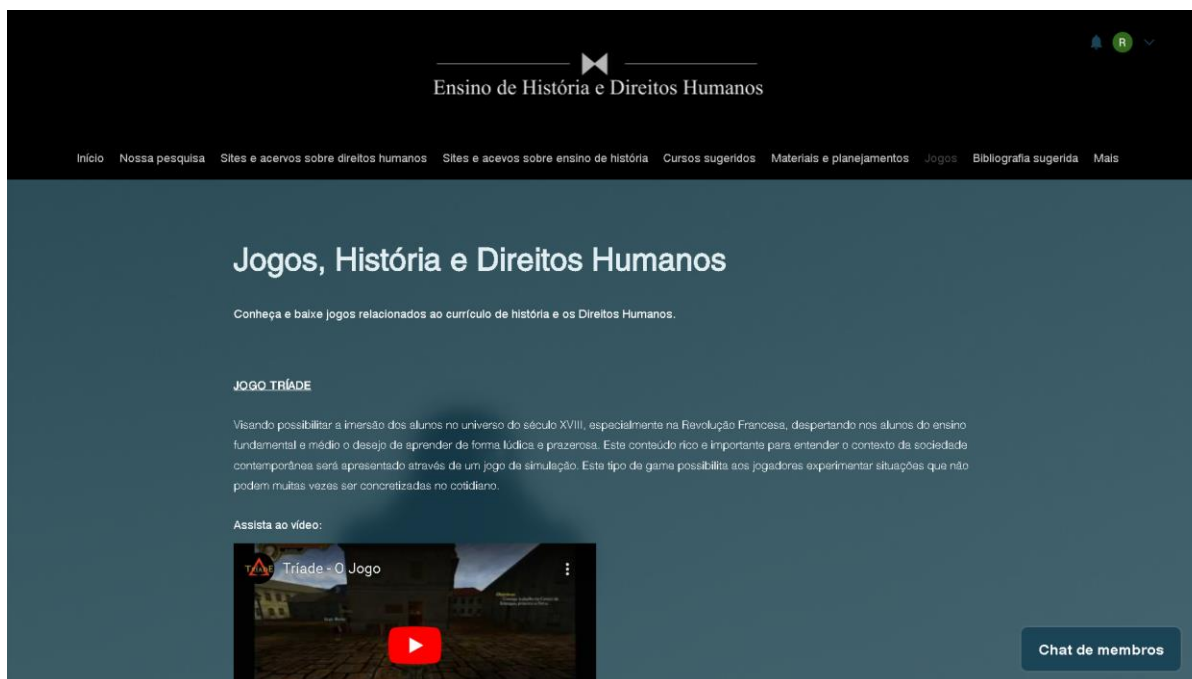 R
Ensino de História e Direitos Humanos
Início Nossa pesquisa Sites e acervos sobre direitos humanos Sites e acevos sobre ensino de história Cursos sugeridos Materiais e planejamentos Jogos Bibliografia sugerida Mais
Jogos, História e Direitos Humanos
Conheça e baixe jogos relacionados ao currículo de história e os Direitos Humanos.
JOGO TRÍADE
Visando possibilitar a imersão dos alunos no universo do século XVIII, especialmente na Revolução Francesa, despertando nos alunos do ensino
fundamental e médio o desejo de aprender de forma lúdica e prazerosa. Este conteúdo rico e importante para entender o contexto da sociedade
contemporânea será apresentado através de um jogo de simulação. Este tipo de game possibilita aos jogadores experimentar situações que não
podem muitas vezes ser concretizadas no cotidiano.
Assista ao vídeo:
Tríade - O Jogo
Chat de membros